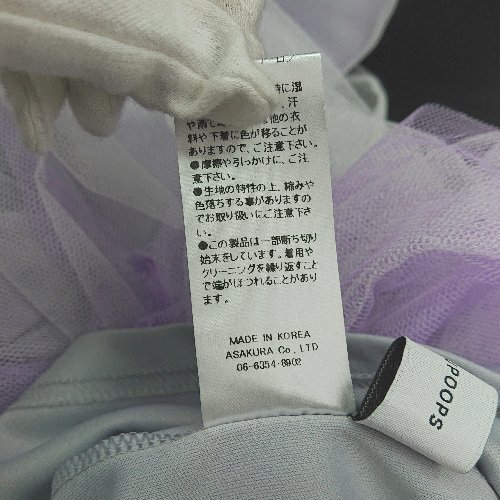 特に湿
、汗
や雨で
他の衣
料や下着に色が移ることが
ありますので、ご注意下さい。
●摩擦や引っかけに、ご注
意下さい。
●生地の特性の上、縮みや
色落ちする事がありますの
でお取り扱いにご注意下さ
い。
●この製品は一部断ち切り
始末をしています。着用や
クリーニングを繰り返すこと
で端がほつれることがあり
ます。
MADE IN KOREA
ASAKURA Co., LTD
06-6354-8902
POOPS